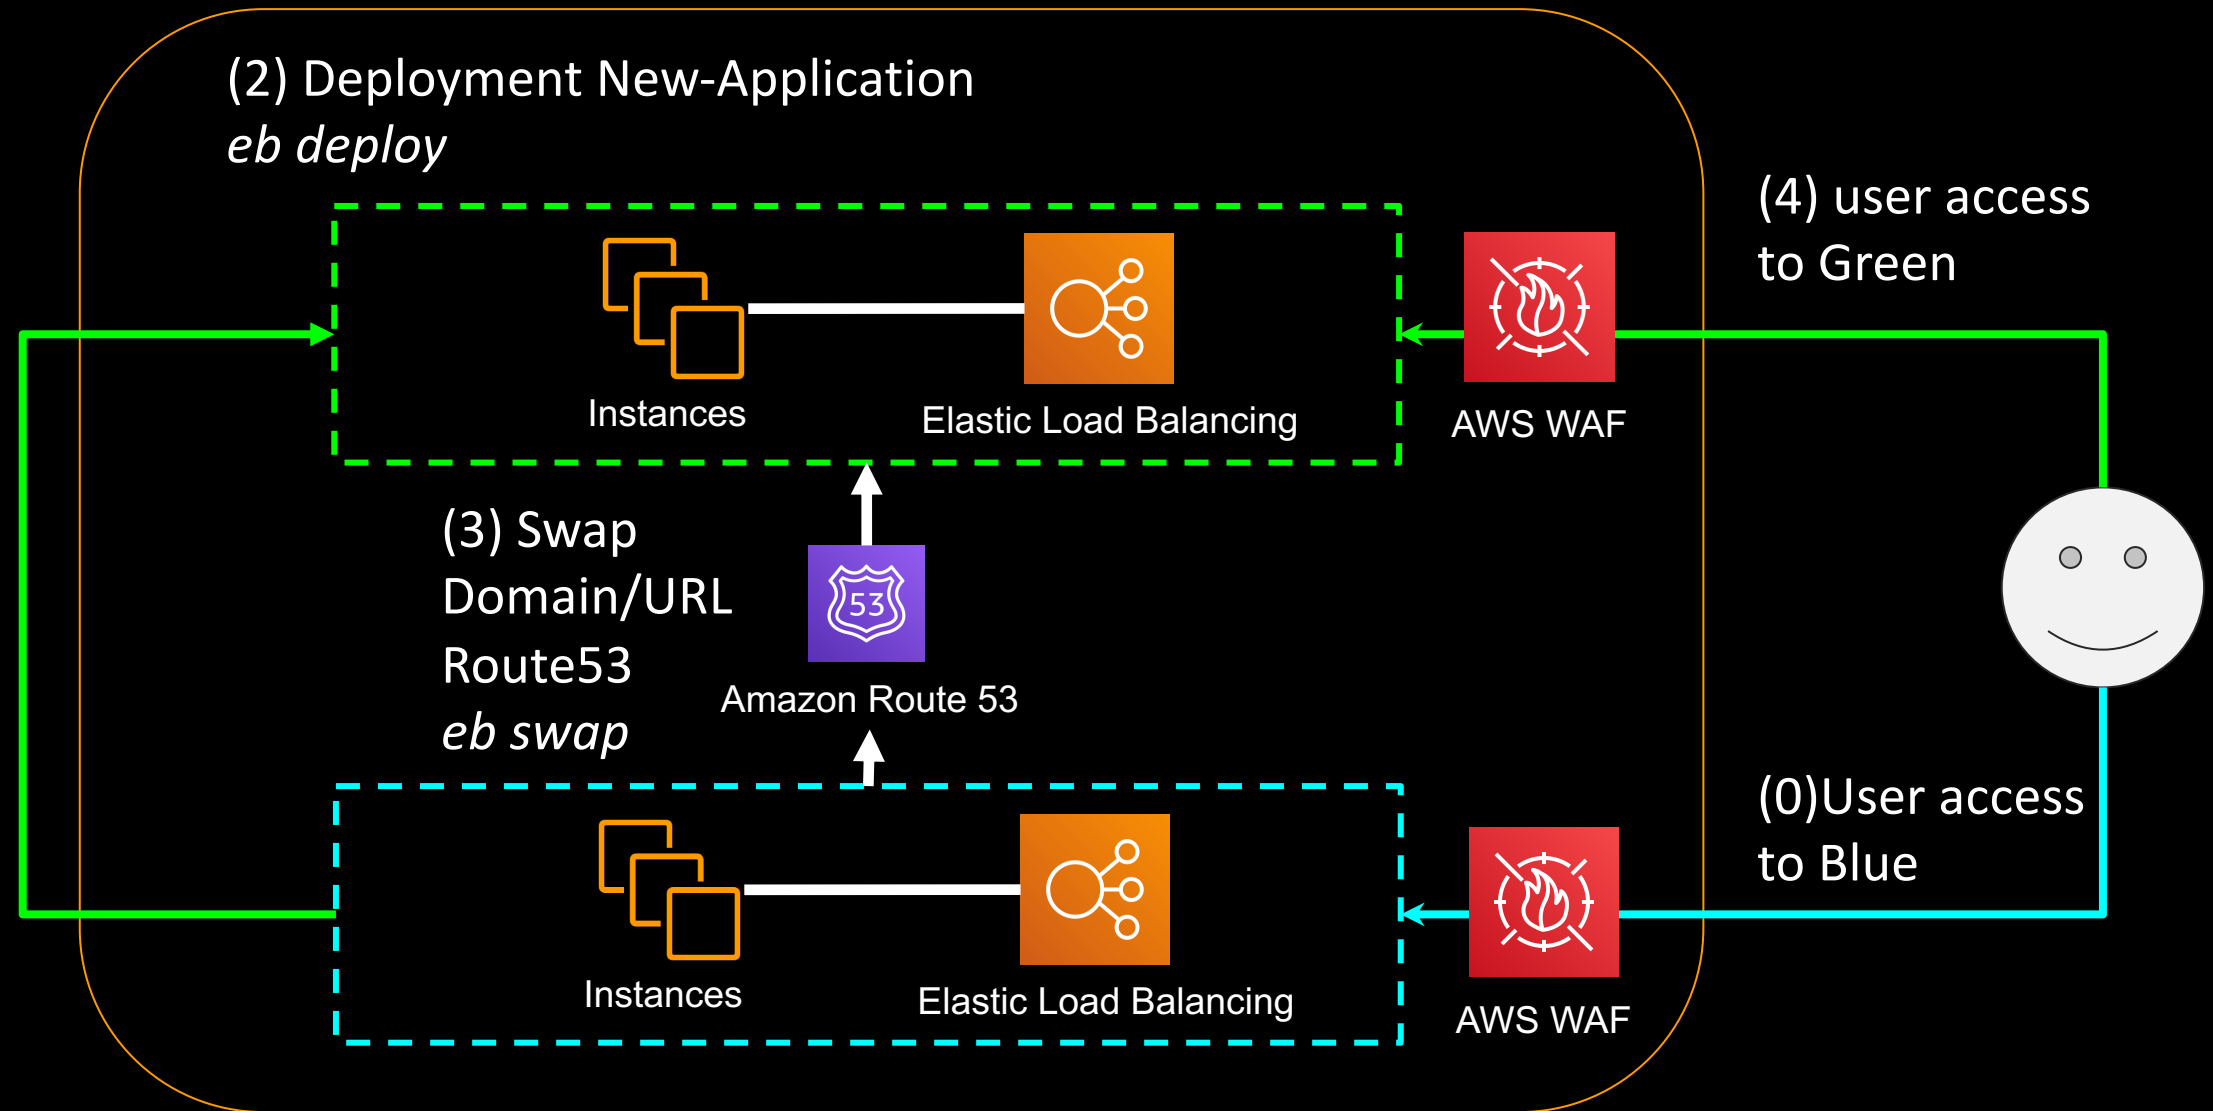 (2) Deployment New-Application
eb deploy
(4) user access
to Green
Instances
Elastic Load Balancing
AWS WAF
(3) Swap
Domain/URL
Route53
eb swap
53
Amazon Route 53
(0)User access
to Blue
Instances
Elastic Load Balancing
AWS WAF